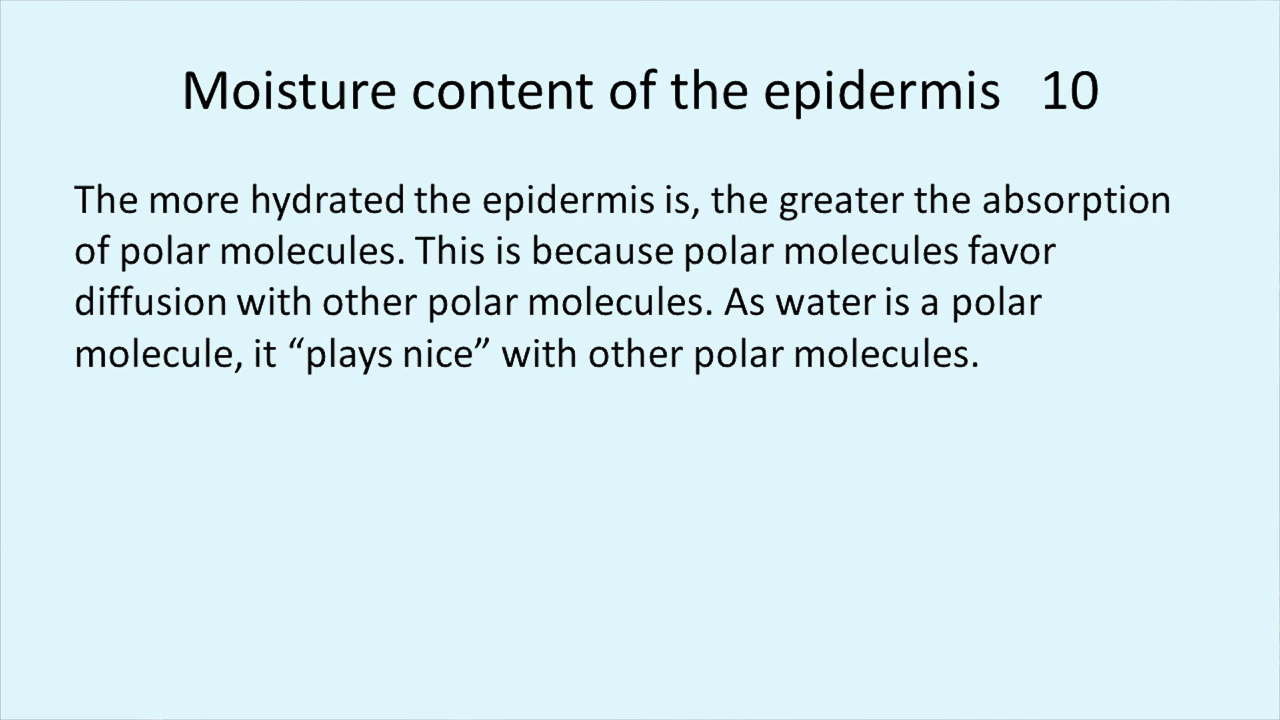 Moisture content of the epidermis 10
The more hydrated the epidermis is, the greater the absorption
of polar molecules. This is because polar molecules favor
diffusion with other polar molecules. As water is a polar
molecule, it “plays nice” with other polar molecules.